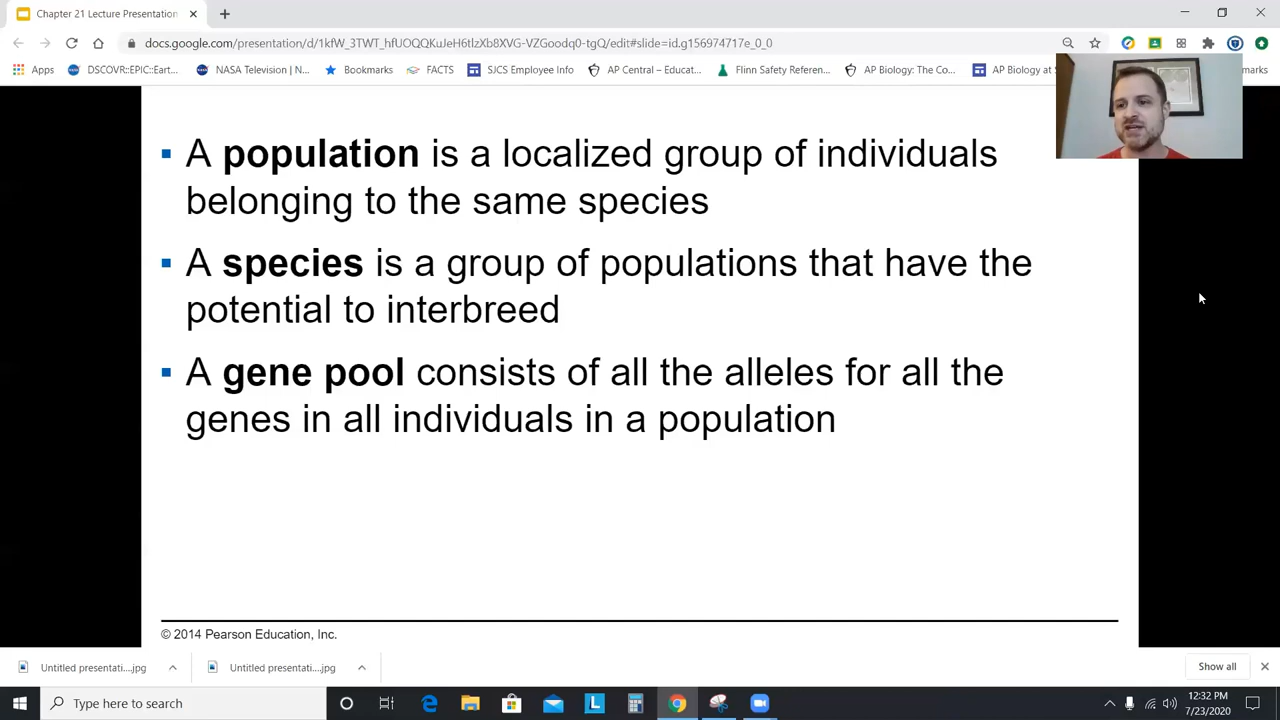 Chapter 21 Lecture Presentation
docs.google.com/presentation/d/
edit#slide=id.g156974717e_0_0
Apps
DSCOVR::EPIC::Eart...
NASA Television | N...
Bookmarks
FACTS
SJCS Employee Info
AP Central – Educat...
Flinn Safety Referen...
AP Biology: The Co...
AP Biology at
A population is a localized group of individuals
belonging to the same species
A species is a group of populations that have the
potential to interbreed
A gene pool consists of all the alleles for all the
genes in all individuals in a population
© 2014 Pearson Education, Inc.
Untitled presentati....jpg
Untitled presentati....jpg
Show all
Type here to search
12:32 PM
7/23/2020